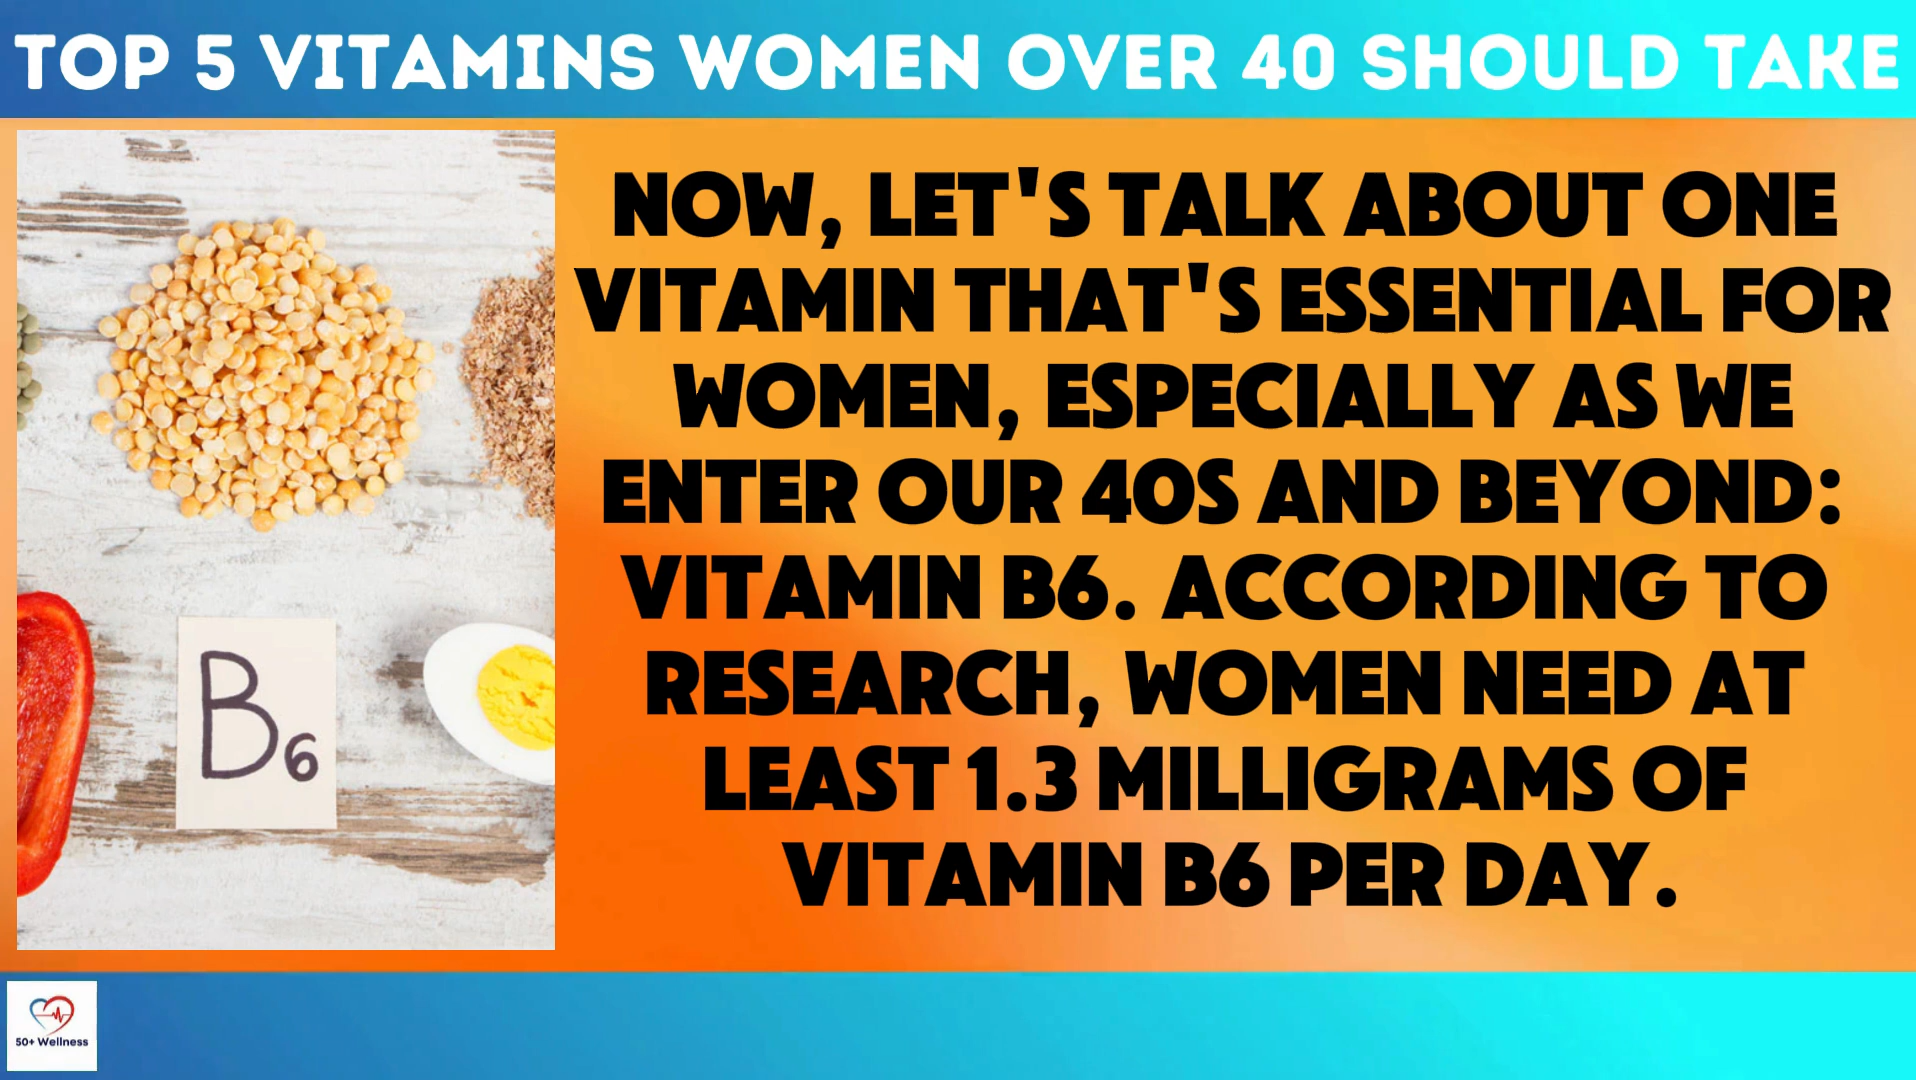 TOP 5 VITAMINS WOMEN OVER 40 SHOULD TAKE
NOW, LET'S TALK ABOUT ONE
VITAMIN THAT'S ESSENTIAL FOR
WOMEN, ESPECIALLY AS WE
ENTER OUR 40S AND BEYOND:
VITAMIN B6. ACCORDING TO
RESEARCH, WOMEN NEED AT
LEAST 1.3 MILLIGRAMS OF
VITAMIN B6 PER DAY.
B6
50+ Wellness